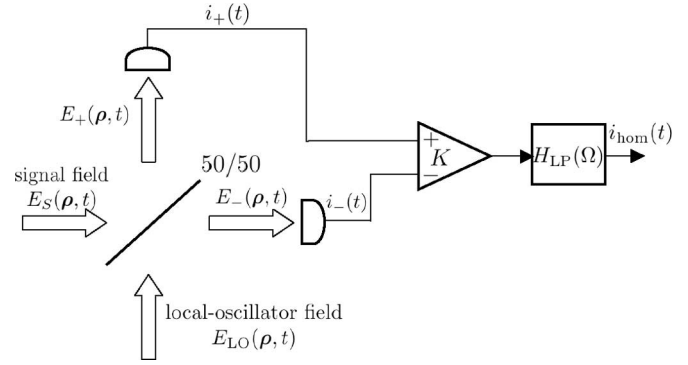 i₊(t)
E₊(ρ, t)
50/50
signal field
E_S(ρ, t)
E₋(ρ, t)
i₋(t)
+
K
−
H_LP(Ω)
i_hom(t)
local-oscillator field
E_LO(ρ, t)